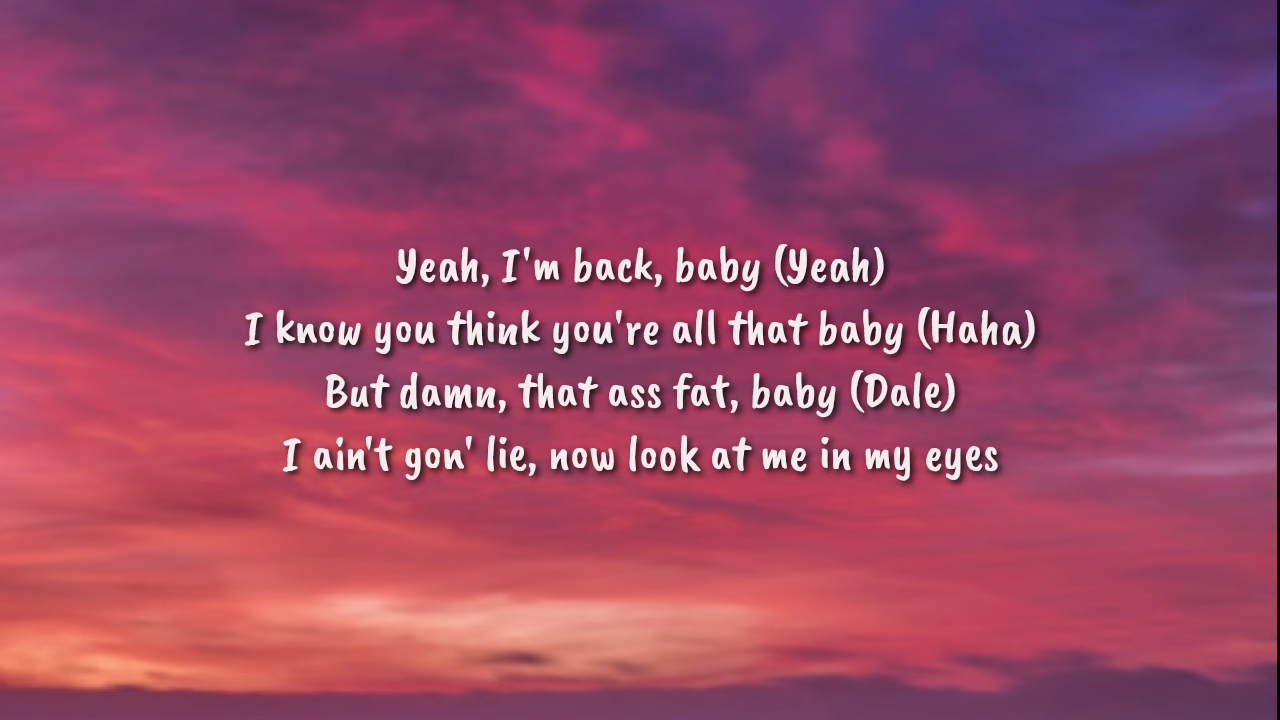 Yeah, I'm back, baby (Yeah)
I know you think you're all that baby (Haha)
But damn, that ass fat, baby (Dale)
I ain't gon' lie, now look at me in my eyes